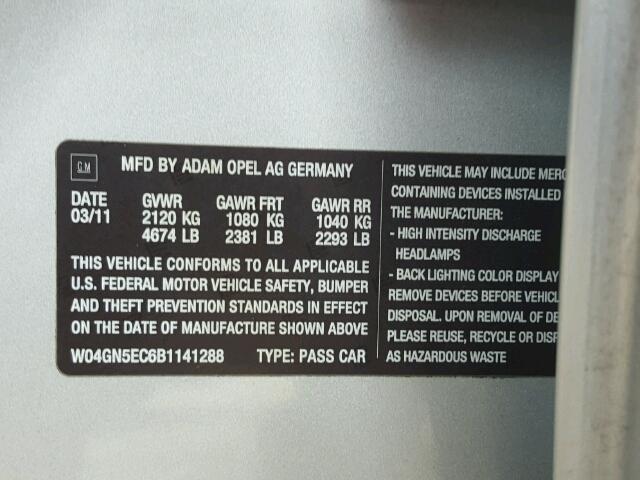 GM
MFD BY ADAM OPEL AG GERMANY
DATE GVWR GAWR FRT GAWR RR
03/11 2120 KG 1080 KG 1040 KG
4674 LB 2381 LB 2293 LB
THIS VEHICLE CONFORMS TO ALL APPLICABLE
U.S. FEDERAL MOTOR VEHICLE SAFETY, BUMPER
AND THEFT PREVENTION STANDARDS IN EFFECT
ON THE DATE OF MANUFACTURE SHOWN ABOVE
W04GN5EC6B1141288 TYPE: PASS CAR
THIS VEHICLE MAY INCLUDE MERC
CONTAINING DEVICES INSTALLED
THE MANUFACTURER:
- HIGH INTENSITY DISCHARGE
HEADLAMPS
- BACK LIGHTING COLOR DISPLAY
REMOVE DEVICES BEFORE VEHICL
DISPOSAL. UPON REMOVAL OF DE
PLEASE REUSE, RECYCLE OR DISP
AS HAZARDOUS WASTE